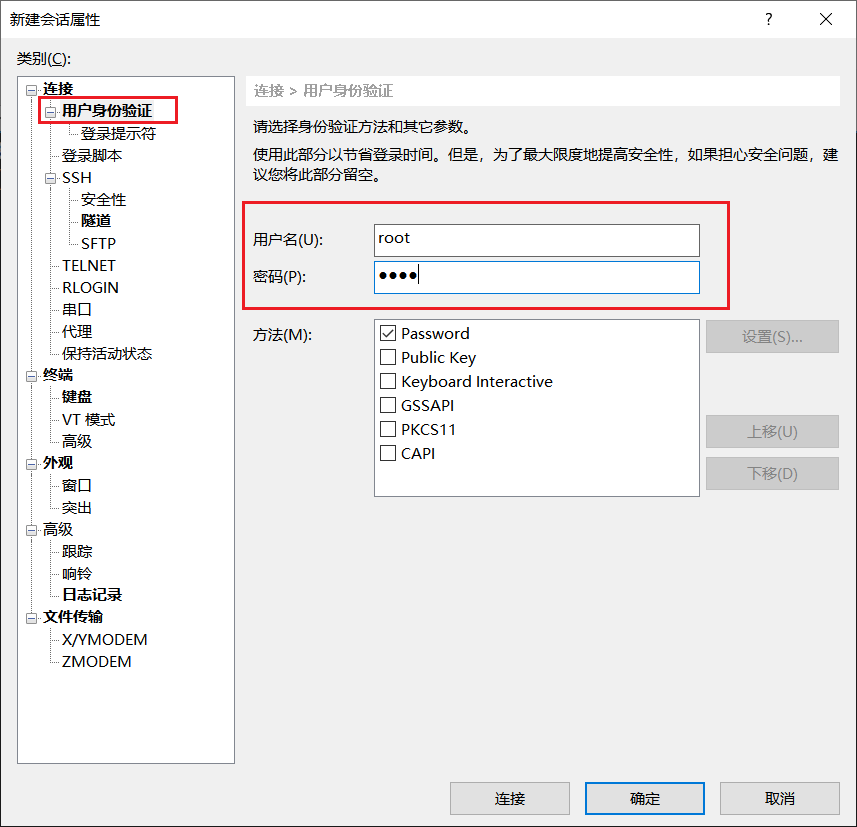 新建会话属性
?
类别(C):
连接
用户身份验证
登录提示符
登录脚本
SSH
安全性
隧道
SFTP
TELNET
RLOGIN
串口
代理
保持活动状态
终端
键盘
VT 模式
高级
外观
窗口
突出
高级
跟踪
响铃
日志记录
文件传输
X/YMODEM
ZMODEM
连接 > 用户身份验证
请选择身份验证方法和其它参数。
使用此部分以节省登录时间。但是，为了最大限度地提高安全性，如果担心安全问题，建
议您将此部分留空。
用户名(U):
root
密码(P):
●●●●
方法(M):
Password
Public Key
Keyboard Interactive
GSSAPI
PKCS11
CAPI
设置(S)...
上移(U)
下移(D)
连接
确定
取消